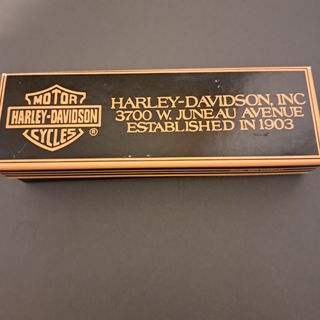 MOTOR
HARLEY-DAVIDSON
CYCLES
®
HARLEY-DAVIDSON, INC
3700 W. JUNEAU AVENUE
ESTABLISHED IN 1903